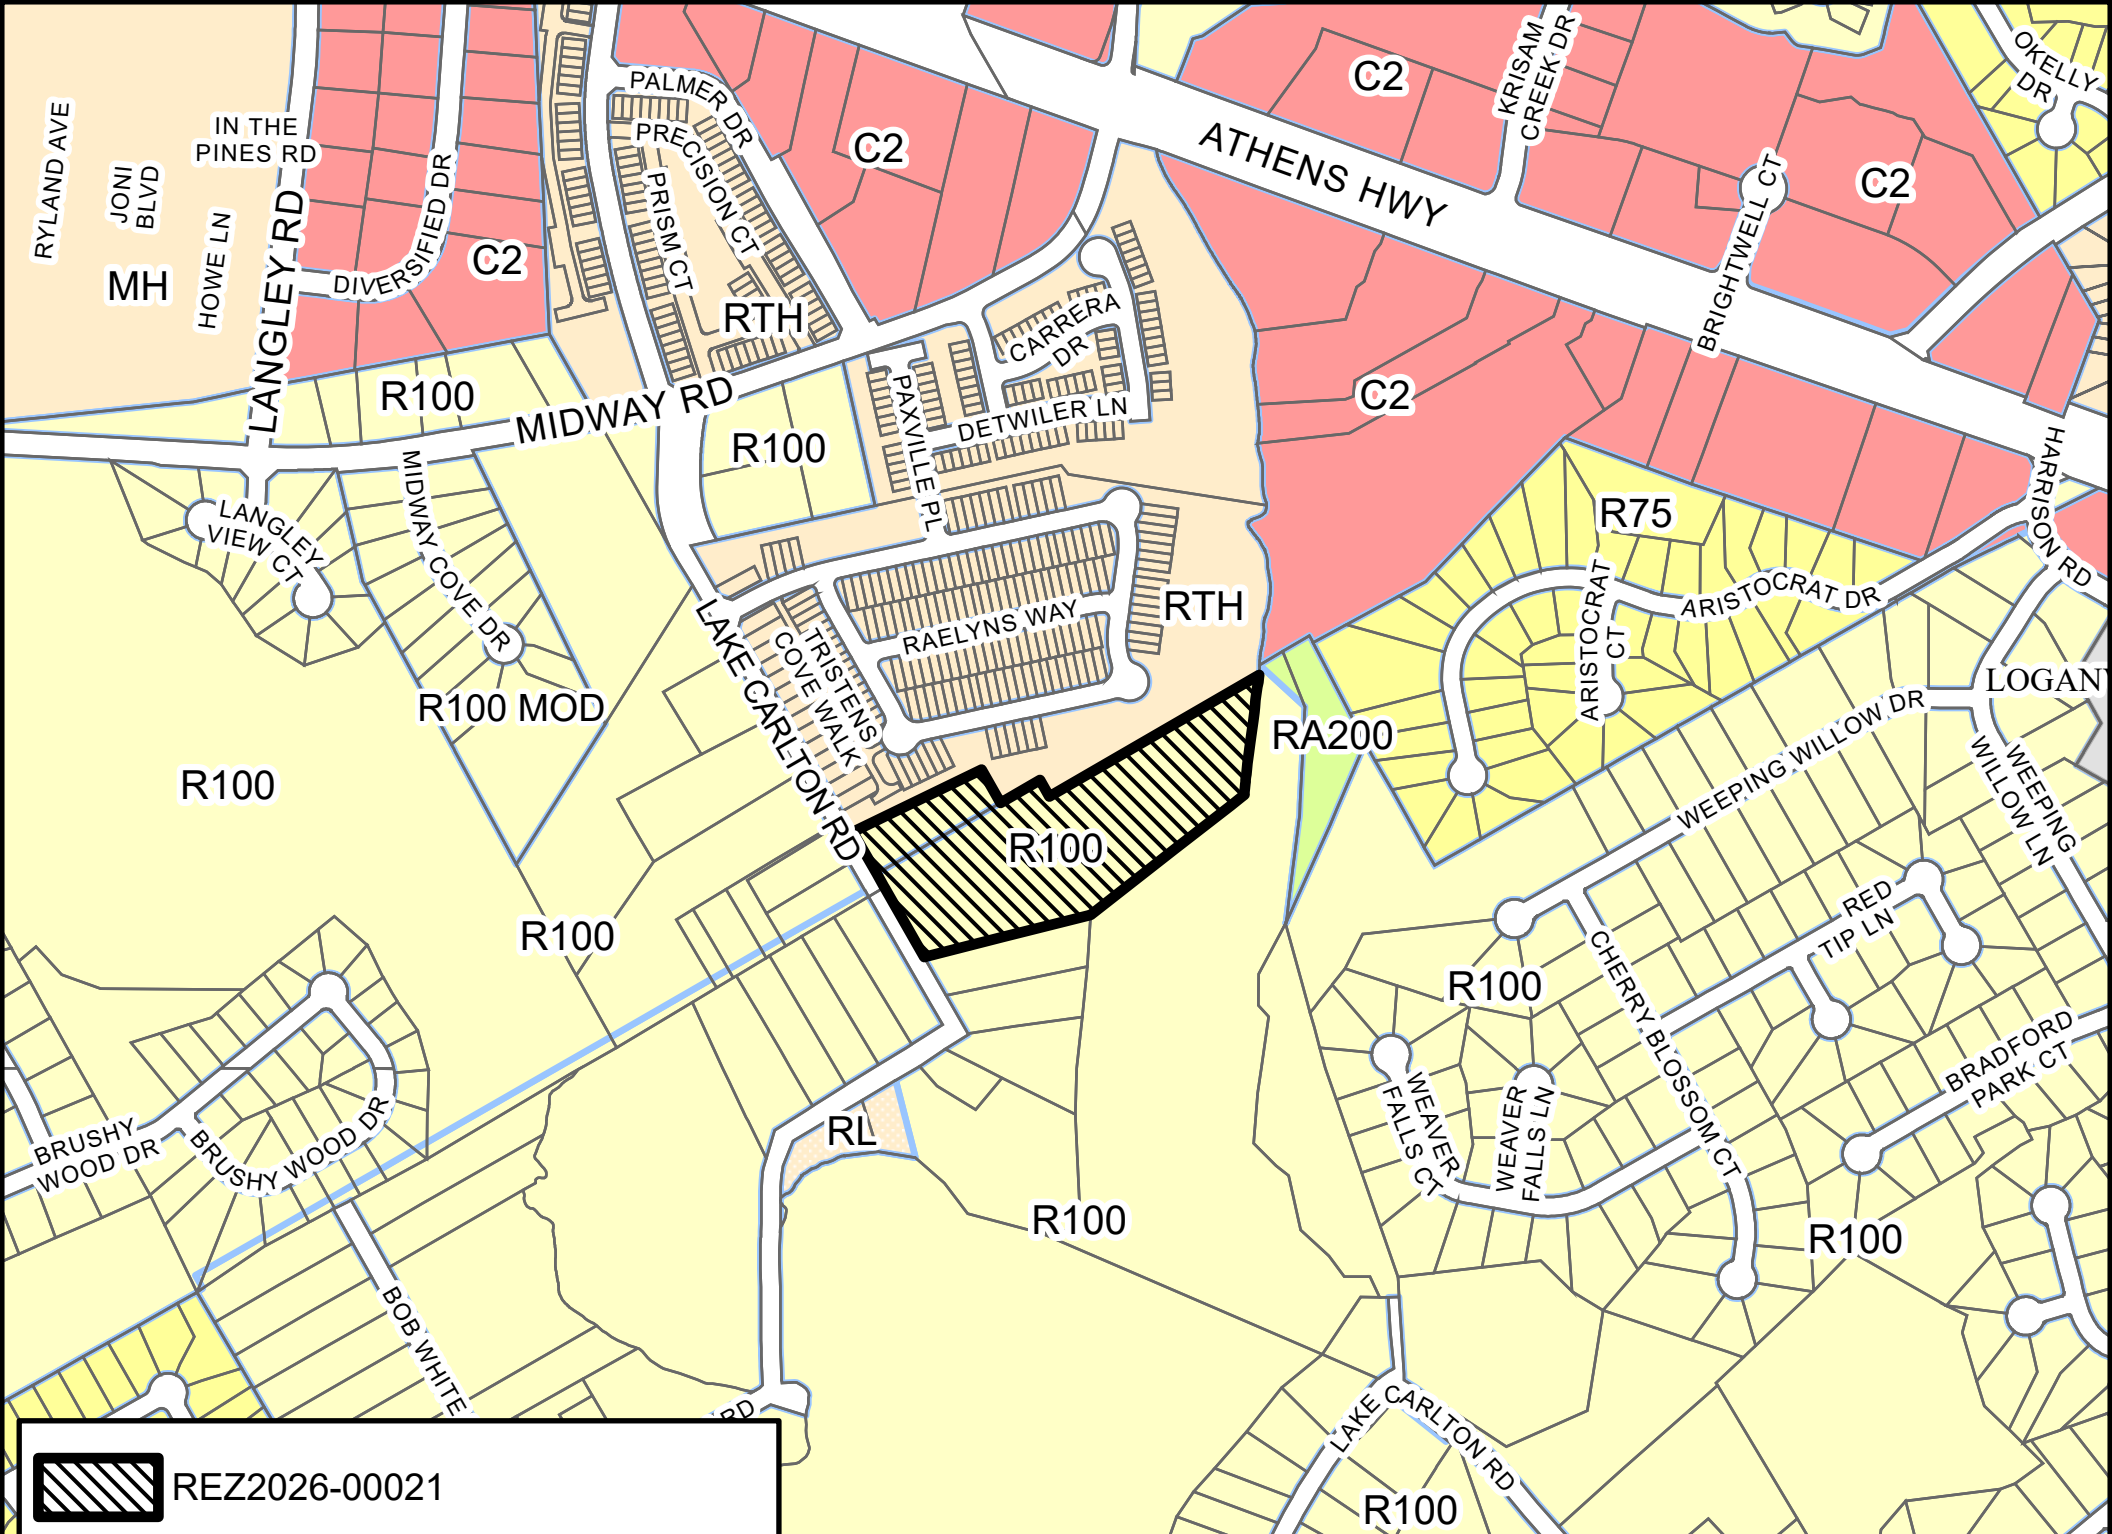 OKELLY
DR
KRISAM
CREEK DR
C2
PALMER DR
PRECISION CT
PRISM CT
C2
ATHENS HWY
BRIGHTWELL CT
C2
RYLAND AVE
JONI
BLVD
IN THE
PINES RD
HOWE LN
MH
LANGLEY RD
DIVERSIFIED DR
C2
RTH
CARRERA
DR
R100
MIDWAY RD
R100
PAXVILLE PL
DETWILER LN
C2
HARRISON RD
LANGLEY
VIEW CT
MIDWAY COVE DR
R75
ARISTOCRAT
CT
ARISTOCRAT DR
RTH
RAELYNS WAY
TRISTENS
COVE WALK
LAKE CARLTON RD
R100 MOD
RA200
LOGANV
WEEPING WILLOW DR
WEEPING
WILLOW LN
R100
R100
R100
RED
TIP LN
R100
CHERRY BLOSSOM CT
BRADFORD
PARK CT
WEAVER
FALLS CT
WEAVER
FALLS LN
BRUSHY
WOOD DR
BRUSHY WOOD DR
RL
R100
R100
BOB WHITE
RD
LAKE CARLTON RD
R100
REZ2026-00021